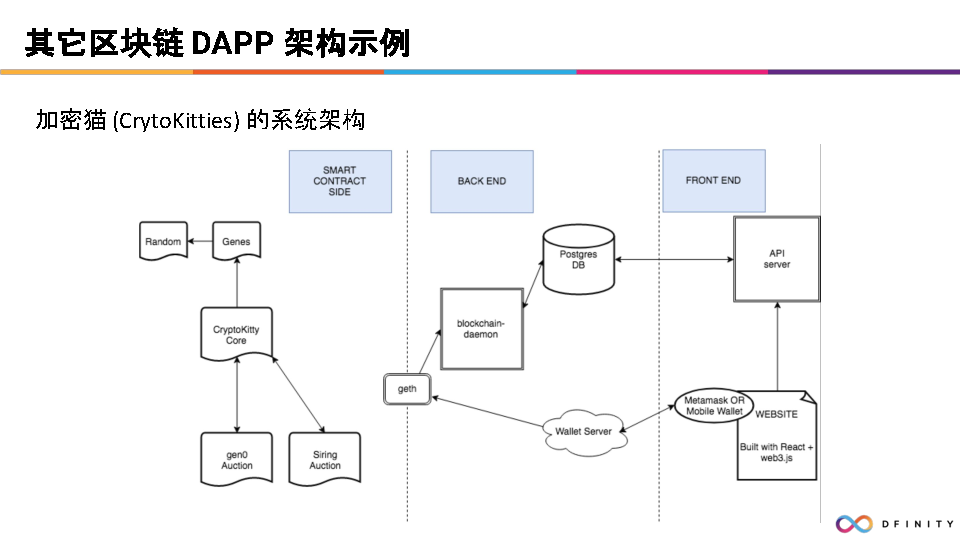 其它区块链 DAPP 架构示例
加密猫 (CrytoKitties) 的系统架构
SMART
CONTRACT
SIDE
BACK END
FRONT END
Random
Genes
Postgres
DB
API
server
CryptoKitty
Core
blockchain-
daemon
geth
Metamask OR
Mobile Wallet
WEBSITE
Wallet Server
Built with React +
web3.js
gen0
Auction
Siring
Auction
DFINITY